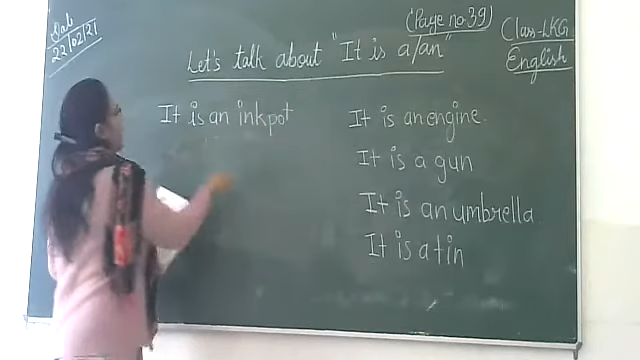 Date
22/02/21
(Page no.39)
Class-LKG
English
Let's talk about "It is a/an"
It is an inkpot
It is an engine.
It is a gun
It is an umbrella
It is a tin